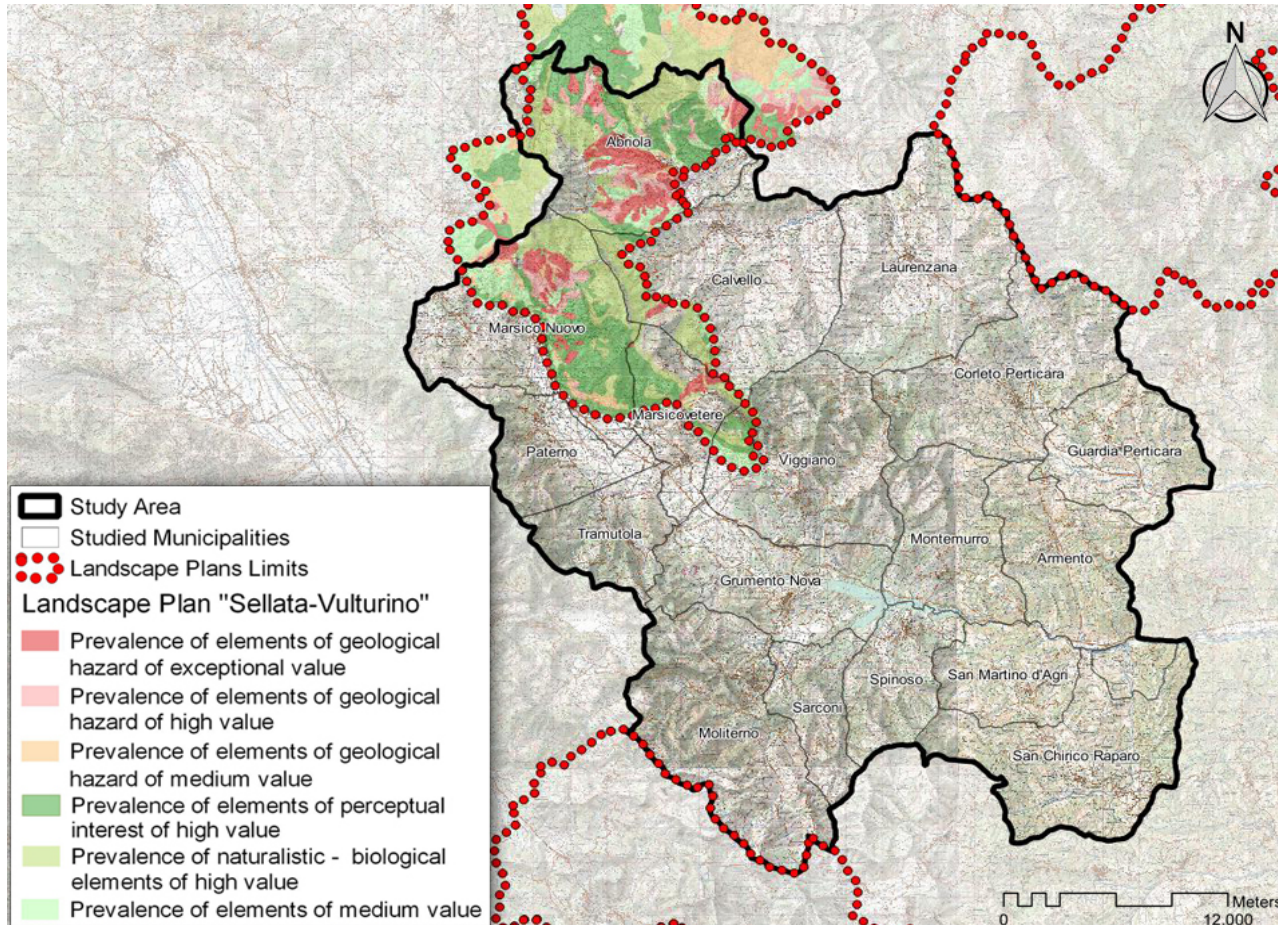 N
Abriola
Calvello
Laurenzana
Marsico Nuovo
Corleto Perticara
Marsicovetere
Paterno
Viggiano
Guardia Perticara
Tramutola
Montemurro
Armento
Grumento Nova
Spinoso
San Martino d'Agri
Sarconi
Moliterno
San Chirico Raparo
Study Area
Studied Municipalities
Landscape Plans Limits
Landscape Plan "Sellata-Vulturino"
Prevalence of elements of geological
hazard of exceptional value
Prevalence of elements of geological
hazard of high value
Prevalence of elements of geological
hazard of medium value
Prevalence of elements of perceptual
interest of high value
Prevalence of naturalistic - biological
elements of high value
Prevalence of elements of medium value
Meters
0 12.000